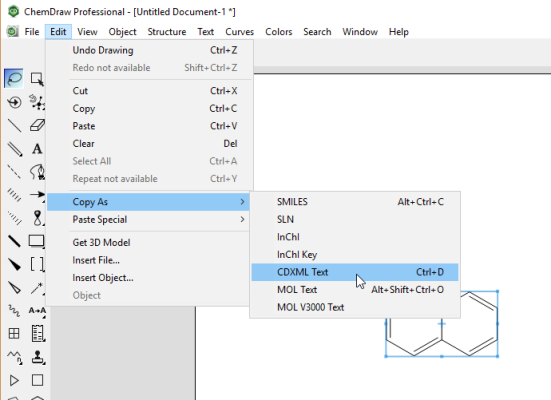 ChemDraw Professional - [Untitled Document-1 *]
File Edit View Object Structure Text Curves Colors Search Window Help
Undo Drawing Ctrl+Z
Redo not available Shift+Ctrl+Z
Cut Ctrl+X
Copy Ctrl+C
Paste Ctrl+V
Clear Del
Select All Ctrl+A
Repeat not available Ctrl+Y
Copy As
Paste Special
Get 3D Model
Insert File...
Insert Object...
Object
SMILES Alt+Ctrl+C
SLN
InChI
InChI Key
CDXML Text Ctrl+D
MOL Text Alt+Shift+Ctrl+O
MOL V3000 Text
A
[ ]
A→A